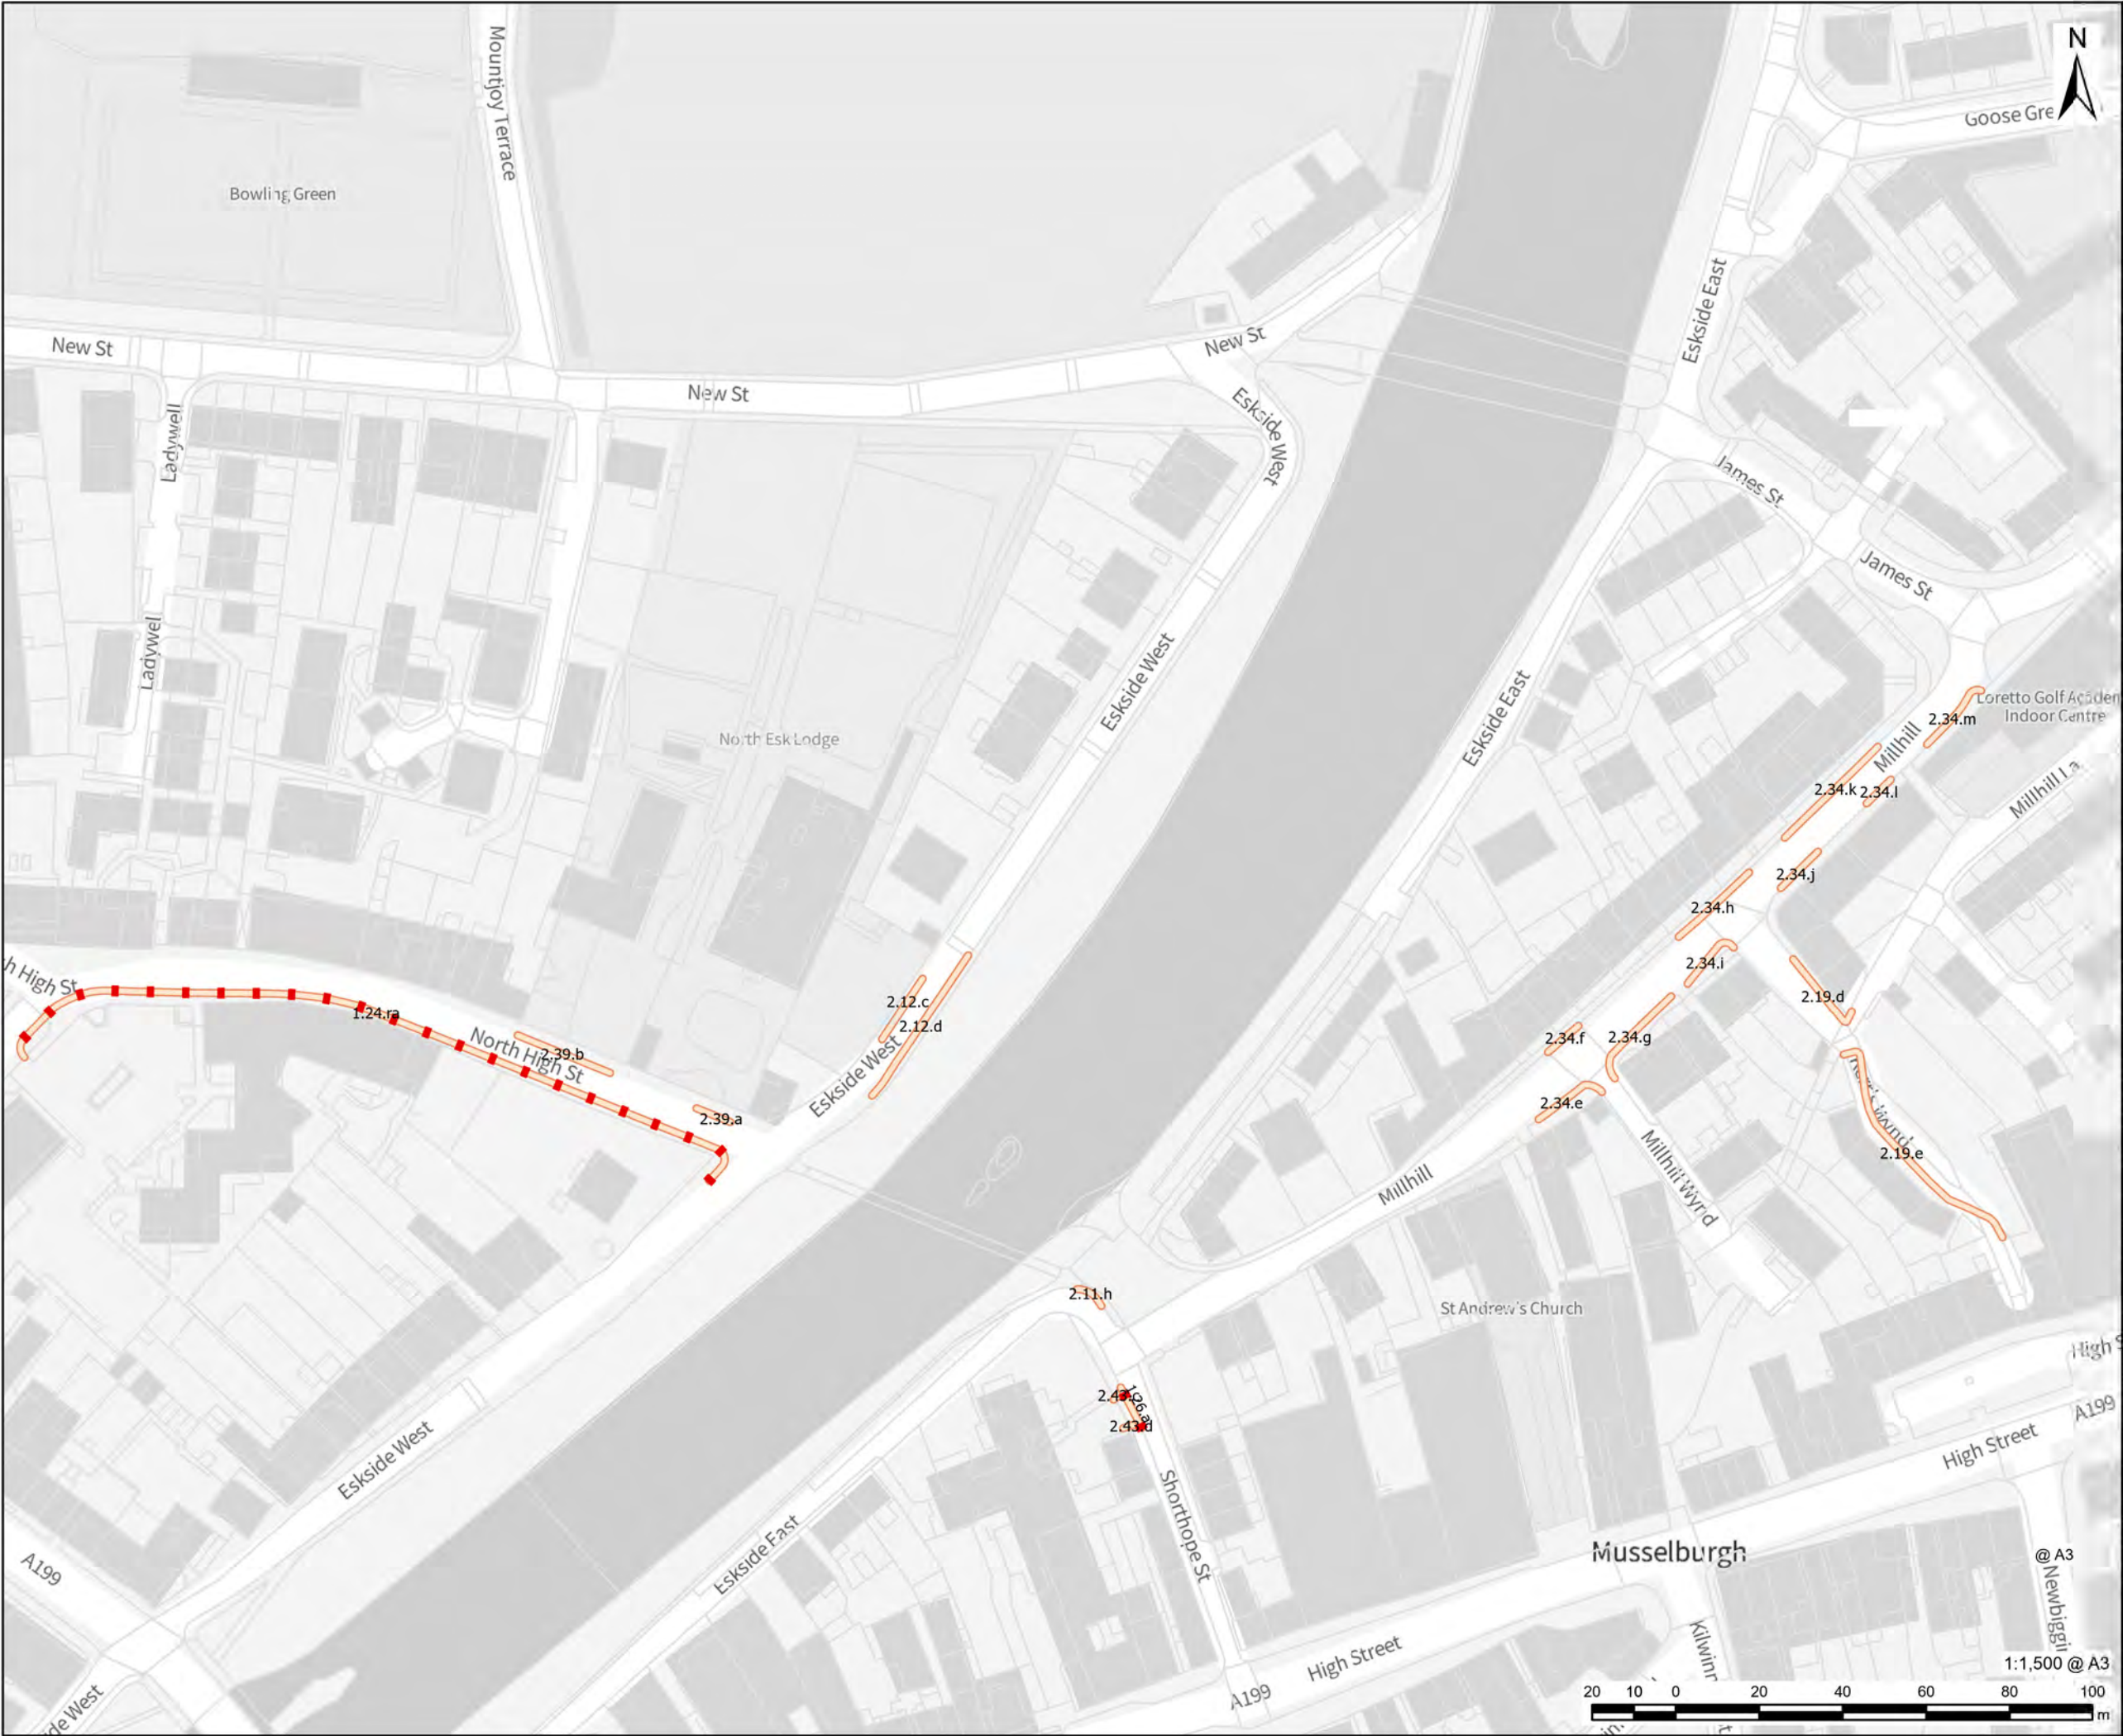 Mountjoy Terrace
N
Goose Gre
Bowling Green
Eskside East
New St
New St
New St
Eskside West
Ladywell
James St
James St
Ladywell
Eskside West
Eskside East
North Esk Lodge
Loretto Golf Academ
Indoor Centre
2.34.m
Millhill
2.34.k
2.34.l
Millhill La
2.34.j
2.34.h
2.34.i
2.19.d
h High St
1.24.ra
2.12.c
2.12.d
2.34.f
2.34.g
North High St
2.39.b
Eskside West
2.39.a
2.34.e
Millhill Wynd
Wynd
2.19.e
Millhill
2.11.h
St Andrew's Church
High S
1.26.a
2.43.d
A199
High Street
Eskside West
Shorthope St
Eskside East
Musselburgh
@ A3
A199
Newbiggin
Kilwinn
High Street
1:1,500 @ A3
A199
de West
20 10 0 20 40 60 80 100
m